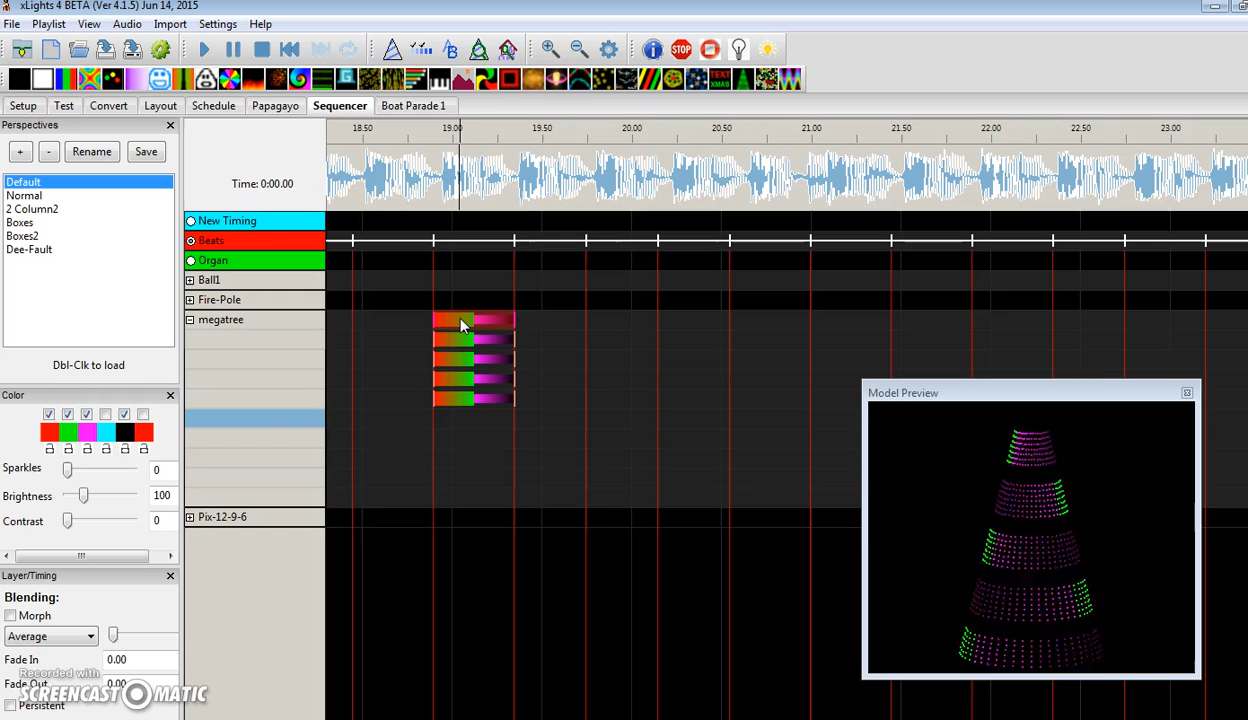 xLights 4 BETA (Ver 4.1.5) Jun 14, 2015
File Playlist View Audio Import Settings Help
TEXT
XMAS
Setup Test Convert Layout Schedule Papagayo Sequencer Boat Parade 1
Perspectives
+ - Rename Save
Default
Normal
2 Column2
Boxes
Boxes2
Dee-Fault
Dbl-Clk to load
Color
Sparkles 0
Brightness 100
Contrast 0
Layer/Timing
Blending:
Morph
Average
Fade In 0.00
Fade Out 0.00
Persistent
Recorded with
SCREENCAST-O-MATIC
18.50 19.00 19.50 20.00 20.50 21.00 21.50 22.00 22.50 23.00
Time: 0:00.00
New Timing
Beats
Organ
Ball1
Fire-Pole
megatree
Pix-12-9-6
Model Preview